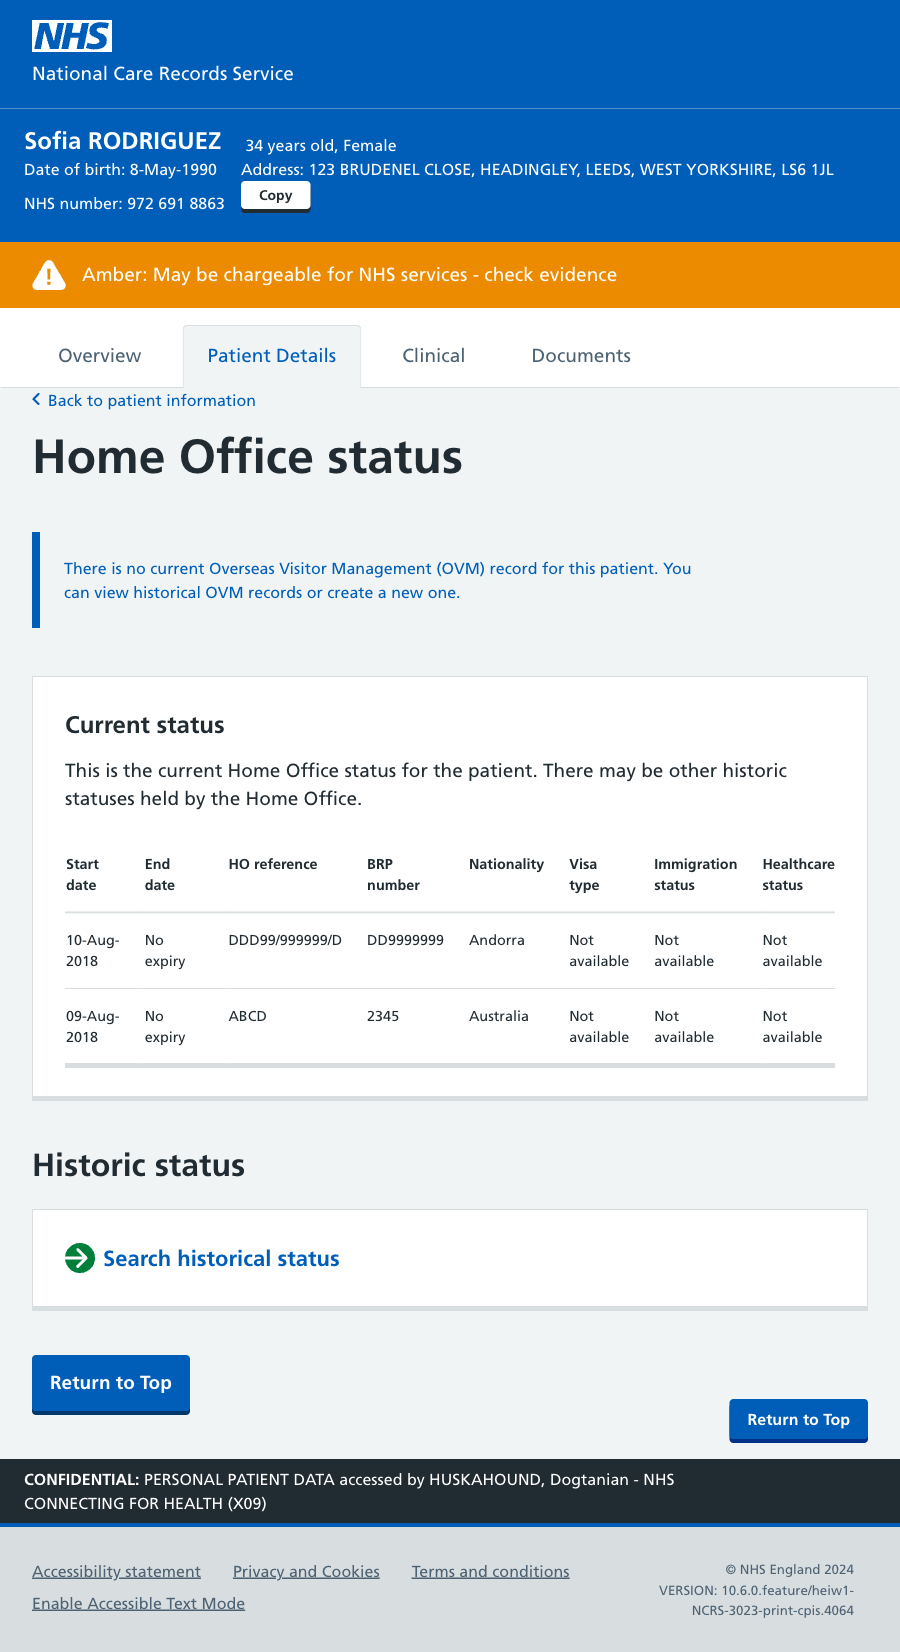 NHS
National Care Records Service
Sofia RODRIGUEZ 34 years old, Female
Date of birth: 8-May-1990 Address: 123 BRUDENEL CLOSE, HEADINGLEY, LEEDS, WEST YORKSHIRE, LS6 1JL
NHS number: 972 691 8863 Copy
Amber: May be chargeable for NHS services - check evidence
Overview Patient Details Clinical Documents
Back to patient information
Home Office status
There is no current Overseas Visitor Management (OVM) record for this patient. You
can view historical OVM records or create a new one.
Current status
This is the current Home Office status for the patient. There may be other historic
statuses held by the Home Office.
Start End HO reference BRP Nationality Visa Immigration Healthcare
date date number type status status
10-Aug- No DDD99/999999/D DD9999999 Andorra Not Not Not
2018 expiry available available available
09-Aug- No ABCD 2345 Australia Not Not Not
2018 expiry available available available
Historic status
Search historical status
Return to Top
Return to Top
CONFIDENTIAL: PERSONAL PATIENT DATA accessed by HUSKAHOUND, Dogtanian - NHS
CONNECTING FOR HEALTH (X09)
Accessibility statement Privacy and Cookies Terms and conditions
Enable Accessible Text Mode
© NHS England 2024
VERSION: 10.6.0.feature/heiw1-
NCRS-3023-print-cpis.4064